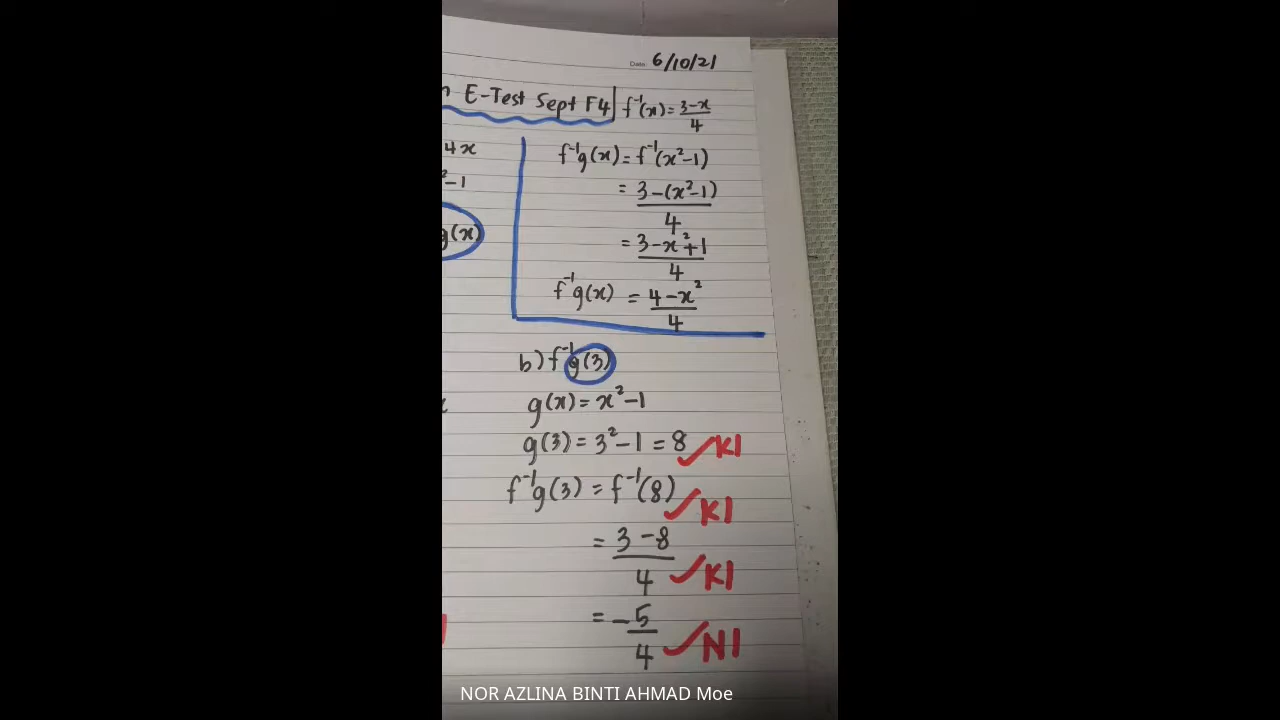 Date: 6/10/21
E-Test Sept F4
f⁻¹(x) = 3-x/4
4x
²-1
g(x)
f⁻¹g(x) = f⁻¹(x²-1)
= 3-(x²-1)/4
= 3-x²+1/4
f⁻¹g(x) = 4-x²/4
b) f⁻¹g(3)
g(x) = x²-1
g(3) = 3²-1 = 8 ✓K1
f⁻¹g(3) = f⁻¹(8) ✓K1
= 3-8/4 ✓K1
= -5/4 ✓N1
NOR AZLINA BINTI AHMAD Moe